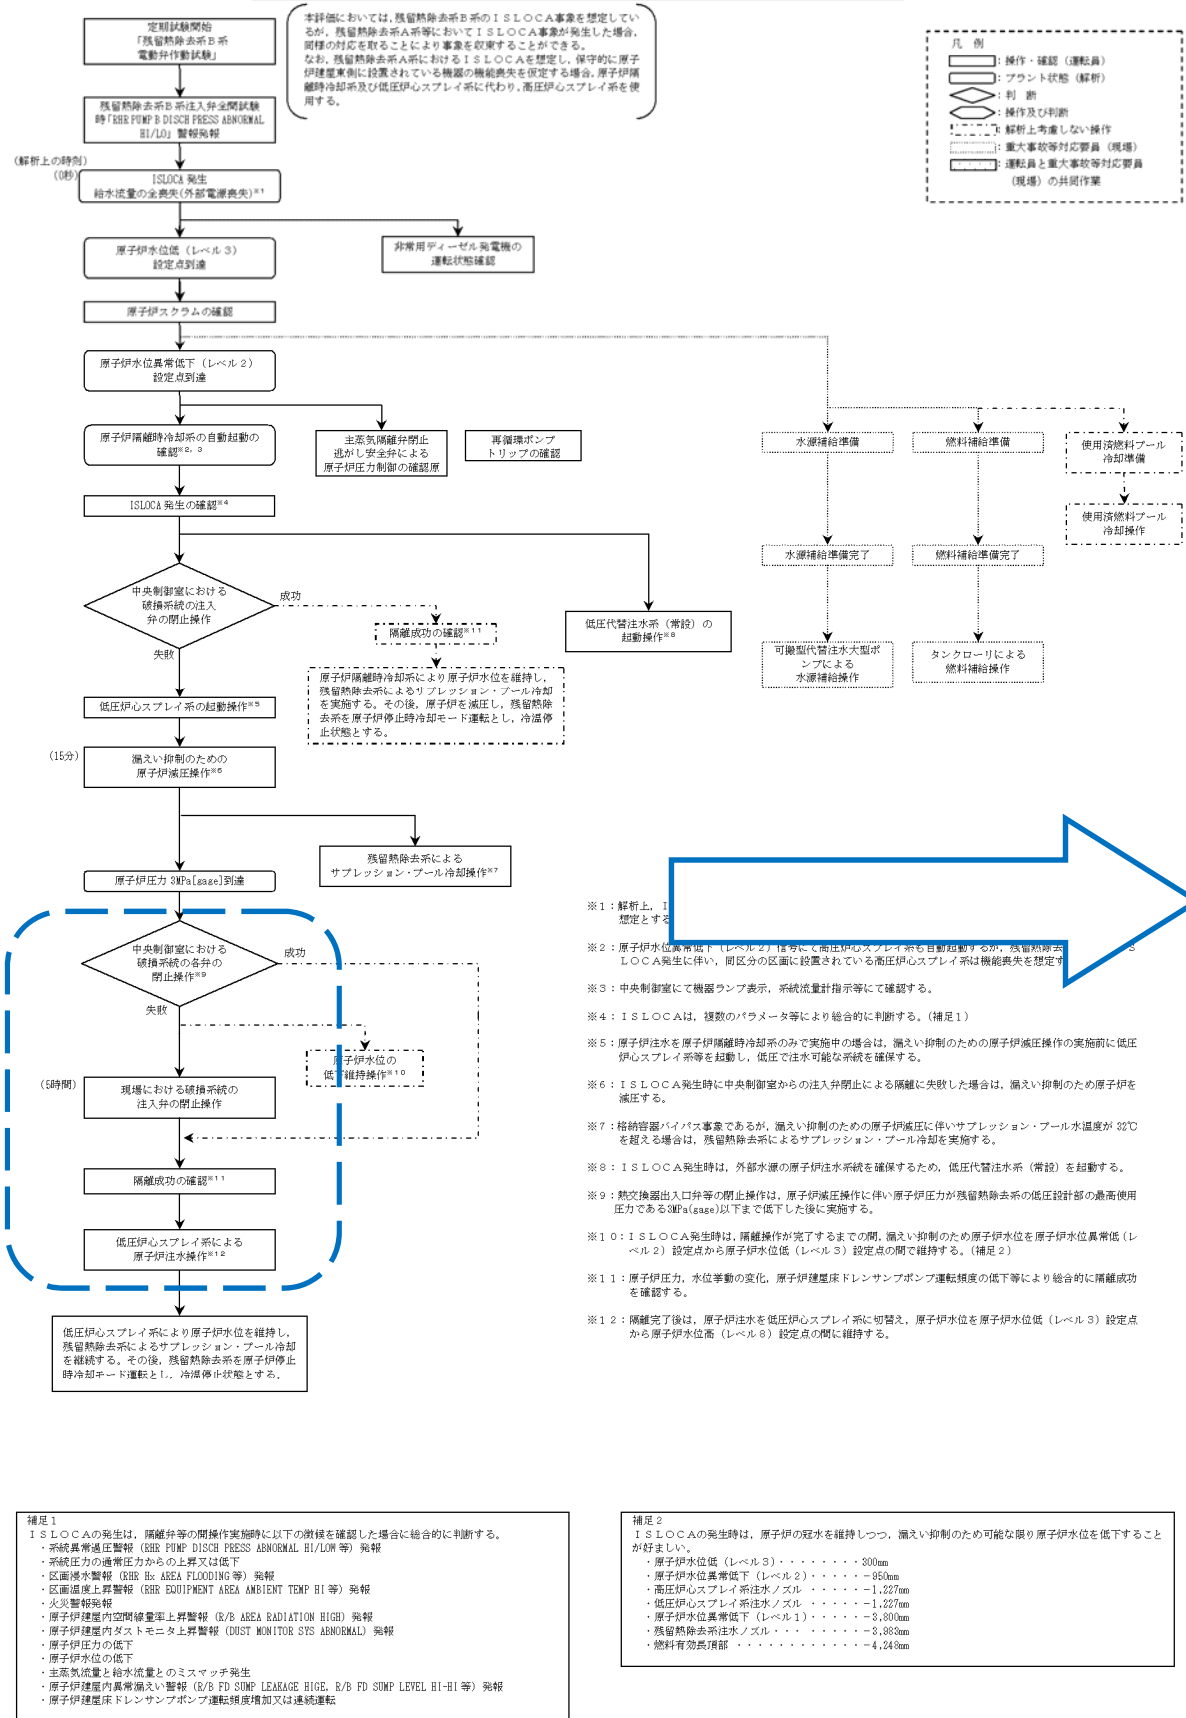 定期試験開始
「残留熱除去系Ｂ系
電動弁作動試験」
本評価においては，残留熱除去系Ｂ系のＩＳＬＯＣＡ事象を想定してい
るが，残留熱除去系Ａ系等においてＩＳＬＯＣＡ事象が発生した場合，
同様の対応を取ることにより事象を収束することができる。
なお，残留熱除去系Ａ系におけるＩＳＬＯＣＡを想定し，保守的に原子
炉建屋東側に設置されている機器の機能喪失を仮定する場合，原子炉隔
離時冷却系及び低圧炉心スプレイ系に代わり，高圧炉心スプレイ系を使
用する。
凡　例
：操作・確認（運転員）
：プラント状態（解析）
：判　断
：操作及び判断
：解析上考慮しない操作
：重大事故等対応要員（現場）
：運転員と重大事故等対応要員
（現場）の共同作業
残留熱除去系Ｂ系注入弁全開試験
時「RHR PUMP B DISCH PRESS ABNORMAL
HI/LO」警報発報
（解析上の時刻）
（0秒）
ISLOCA 発生
給水流量の全喪失(外部電源喪失)※1
原子炉水位低（レベル３）
設定点到達
非常用ディーゼル発電機の
運転状態確認
原子炉スクラムの確認
原子炉水位異常低下（レベル２）
設定点到達
原子炉隔離時冷却系の自動起動の
確認※2，3
主蒸気隔離弁閉止
逃がし安全弁による
原子炉圧力制御の確認原
再循環ポンプ
トリップの確認
水源補給準備
燃料補給準備
使用済燃料プール
冷却準備
ISLOCA 発生の確認※4
使用済燃料プール
冷却操作
水源補給準備完了
燃料補給準備完了
中央制御室における
破損系統の注入
弁の閉止操作
成功
失敗
隔離成功の確認※11
低圧代替注水系（常設）の
起動操作※8
可搬型代替注水大型ポ
ンプによる
水源補給操作
タンクローリによる
燃料補給操作
原子炉隔離時冷却系により原子炉水位を維持し，
残留熱除去系によるサプレッション・プール冷却
を実施する。その後，原子炉を減圧し，残留熱除
去系を原子炉停止時冷却モード運転とし，冷温停
止状態とする。
低圧炉心スプレイ系の起動操作※5
（15分）
漏えい抑制のための
原子炉減圧操作※6
残留熱除去系による
サプレッション・プール冷却操作※7
原子炉圧力 3MPa[gage]到達
中央制御室における
破損系統の各弁の
閉止操作※9
成功
失敗
原子炉水位の
低下維持操作※10
（5時間）
現場における破損系統の
注入弁の閉止操作
隔離成功の確認※11
低圧炉心スプレイ系による
原子炉注水操作※12
低圧炉心スプレイ系により原子炉水位を維持し，
残留熱除去系によるサプレッション・プール冷却
を継続する。その後，残留熱除去系を原子炉停止
時冷却モード運転とし，冷温停止状態とする．
※１：解析上，Ｉ
想定とする
※２：原子炉水位異常低下（レベル２）信号にて高圧炉心スプレイ系も自動起動するが，残留熱除去 Ｓ
ＬＯＣＡ発生に伴い，同区分の区画に設置されている高圧炉心スプレイ系は機能喪失を想定す
※３：中央制御室にて機器ランプ表示，系統流量計指示等にて確認する。
※４：ＩＳＬＯＣＡは，複数のパラメータ等により総合的に判断する。（補足１）
※５：原子炉注水を原子炉隔離時冷却系のみで実施中の場合は，漏えい抑制のための原子炉減圧操作の実施前に低圧
炉心スプレイ系等を起動し，低圧で注水可能な系統を確保する。
※６：ＩＳＬＯＣＡ発生時に中央制御室からの注入弁閉止による隔離に失敗した場合は，漏えい抑制のため原子炉を
減圧する。
※７：格納容器バイパス事象であるが，漏えい抑制のための原子炉減圧に伴いサプレッション・プール水温度が 32℃
を超える場合は，残留熱除去系によるサプレッション・プール冷却を実施する。
※８：ＩＳＬＯＣＡ発生時は，外部水源の原子炉注水系統を確保するため，低圧代替注水系（常設）を起動する。
※９：熱交換器出入口弁等の閉止操作は，原子炉減圧操作に伴い原子炉圧力が残留熱除去系の低圧設計部の最高使用
圧力である3MPa(gage)以下まで低下した後に実施する。
※１０：ＩＳＬＯＣＡ発生時は，隔離操作が完了するまでの間，漏えい抑制のため原子炉水位を原子炉水位異常低（レ
ベル２）設定点から原子炉水位低（レベル３）設定点の間で維持する。（補足２）
※１１：原子炉圧力，水位挙動の変化，原子炉建屋床ドレンサンプポンプ運転頻度の低下等により総合的に隔離成功
を確認する。
※１２：隔離完了後は，原子炉注水を低圧炉心スプレイ系に切替え，原子炉水位を原子炉水位低（レベル３）設定点
から原子炉水位高（レベル８）設定点の間に維持する。
補足１
ＩＳＬＯＣＡの発生は，隔離弁等の開操作実施時に以下の徴候を確認した場合に総合的に判断する。
・系統異常過圧警報（RHR PUMP DISCH PRESS ABNORMAL HI/LOW 等）発報
・系統圧力の通常圧力からの上昇又は低下
・区画浸水警報（RHR Hx AREA FLOODING 等）発報
・区画温度上昇警報（RHR EQUIPMENT AREA AMBIENT TEMP HI 等）発報
・火災警報発報
・原子炉建屋内空間線量率上昇警報（R/B AREA RADIATION HIGH）発報
・原子炉建屋内ダストモニタ上昇警報（DUST MONITOR SYS ABNORMAL）発報
・原子炉圧力の低下
・原子炉水位の低下
・主蒸気流量と給水流量とのミスマッチ発生
・原子炉建屋内異常漏えい警報（R/B FD SUMP LEAKAGE HIGE，R/B FD SUMP LEVEL HI-HI 等）発報
・原子炉建屋床ドレンサンプポンプ運転頻度増加又は連続運転
補足２
ＩＳＬＯＣＡの発生時は，原子炉の冠水を維持しつつ，漏えい抑制のため可能な限り原子炉水位を低下すること
が好ましい。
・原子炉水位低（レベル３）・・・・・・・・300mm
・原子炉水位異常低下（レベル２）・・・・・－950mm
・高圧炉心スプレイ系注水ノズル ・・・・・－1,227mm
・低圧炉心スプレイ系注水ノズル ・・・・・－1,227mm
・原子炉水位異常低下（レベル１）・・・・・－3,800mm
・残留熱除去系注水ノズル・・・ ・・・・・－3,983mm
・燃料有効長頂部 ・・・・・・・・・・・・－4,248mm